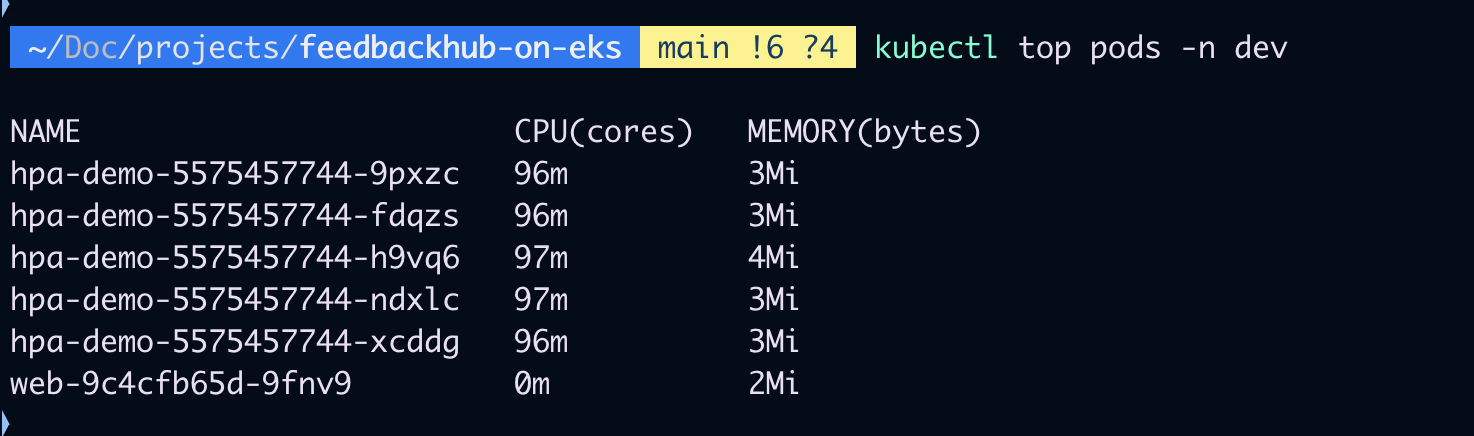 ~/Doc/projects/feedbackhub-on-eks main !6 ?4 kubectl top pods -n dev
NAME CPU(cores) MEMORY(bytes)
hpa-demo-5575457744-9pxzc 96m 3Mi
hpa-demo-5575457744-fdqzs 96m 3Mi
hpa-demo-5575457744-h9vq6 97m 4Mi
hpa-demo-5575457744-ndxlc 97m 3Mi
hpa-demo-5575457744-xcddg 96m 3Mi
web-9c4cfb65d-9fnv9 0m 2Mi